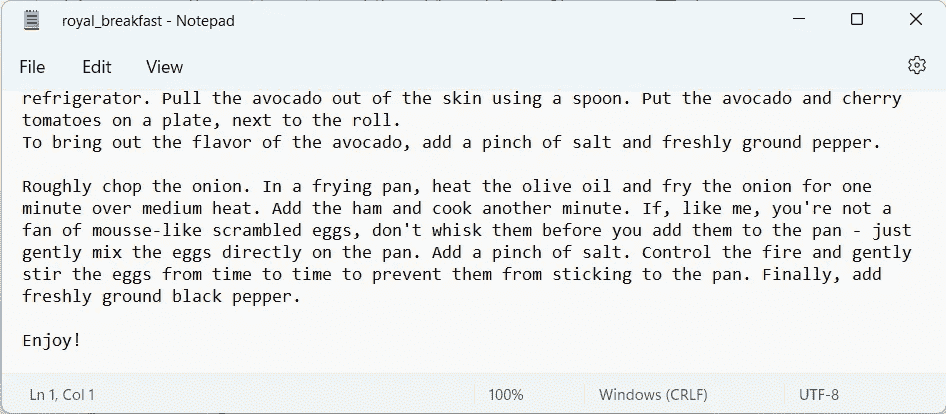 royal_breakfast - Notepad
File Edit View
refrigerator. Pull the avocado out of the skin using a spoon. Put the avocado and cherry
tomatoes on a plate, next to the roll.
To bring out the flavor of the avocado, add a pinch of salt and freshly ground pepper.
Roughly chop the onion. In a frying pan, heat the olive oil and fry the onion for one
minute over medium heat. Add the ham and cook another minute. If, like me, you're not a
fan of mousse-like scrambled eggs, don't whisk them before you add them to the pan - just
gently mix the eggs directly on the pan. Add a pinch of salt. Control the fire and gently
stir the eggs from time to time to prevent them from sticking to the pan. Finally, add
freshly ground black pepper.
Enjoy!
Ln 1, Col 1 100% Windows (CRLF) UTF-8